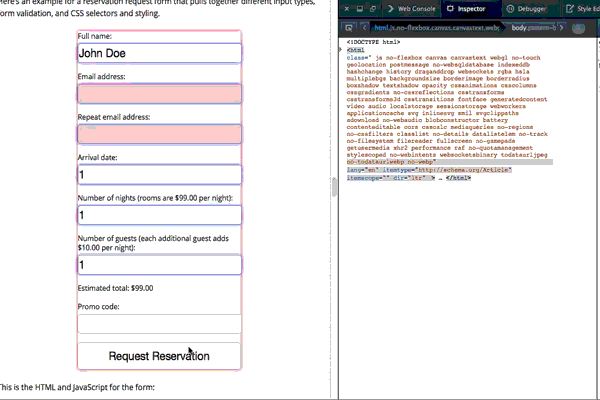 Here's an example for a reservation request form that pulls together different input types,
form validation, and CSS selectors and styling.
Full name:
John Doe
Email address:
Repeat email address:
Arrival date:
1
Number of nights (rooms are $99.00 per night):
1
Number of guests (each additional guest adds
$10.00 per night):
1
Estimated total: $99.00
Promo code:
Request Reservation
This is the HTML and JavaScript for the form:
Web Console
Inspector
Debugger
Style Ed
html.js.no-flexbox.canvas.canvastext.webg
<!DOCTYPE html>
<html
class=" js no-flexbox canvas canvastext webgl no-touch
geolocation postmessage no-websqldatabase indexeddb
hashchange history draganddrop websockets rgba hsla
multiplebgs backgroundsize borderimage borderradius
boxshadow textshadow opacity cssanimations csscolumns
cssgradients no-cssreflections csstransforms
csstransforms3d csstransitions fontface generatedcontent
video audio localstorage sessionstorage webworkers
applicationcache svg inlinesvg smil svgclippaths
adownload no-webaudio blobconstructor battery
contenteditable cors csscalc mediaqueries no-regions
no-cssfilters classlist no-details datalistelem no-track
no-filesystem filereader fullscreen no-gamepads
getusermedia xhr2 performance raf no-quotamanagement
stylescoped no-webintents websocketsbinary todataurljpeg
no-todataurlwebp no-webp"
lang="en" itemtype="http://schema.org/Article"
itemscope="" dir="ltr" > … </html>